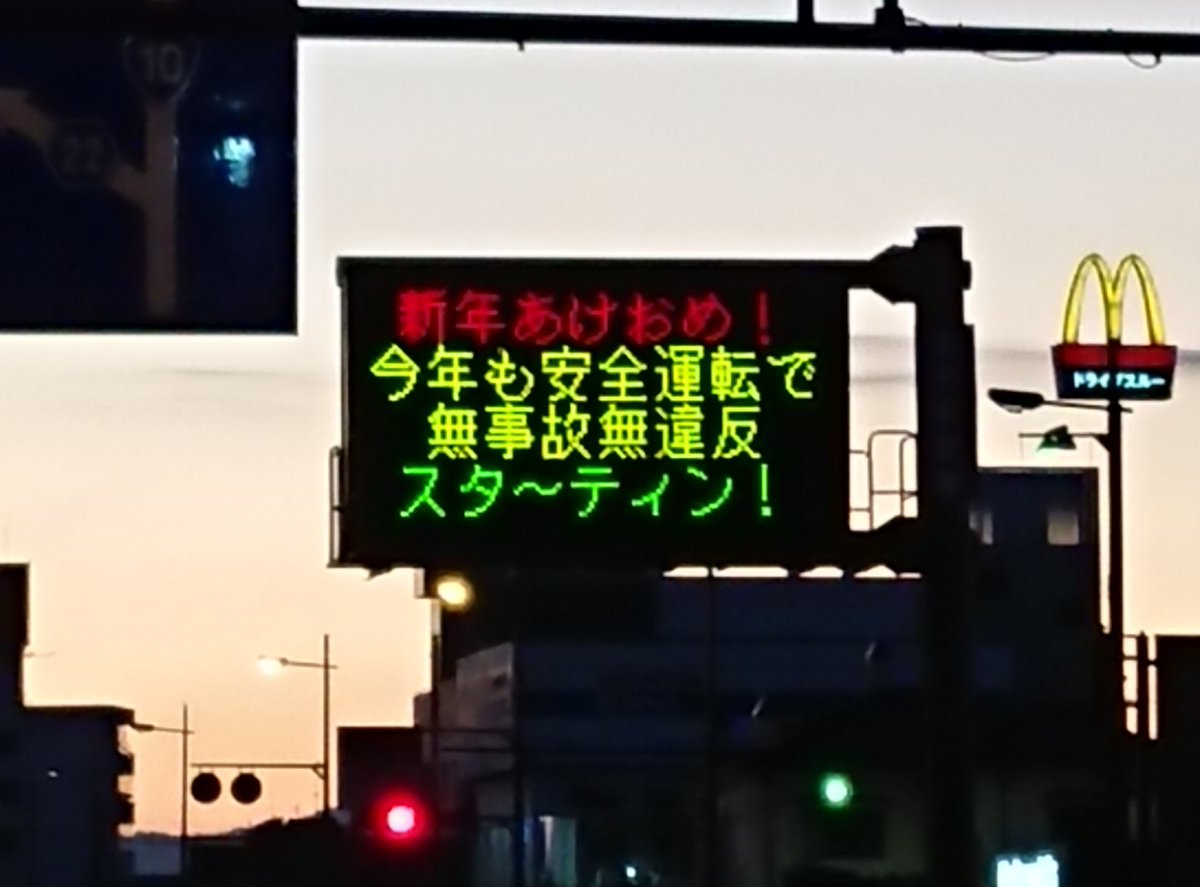 10
22
新年あけおめ！
今年も安全運転で
無事故無違反
スタ〜ティン！
ドライブスルー